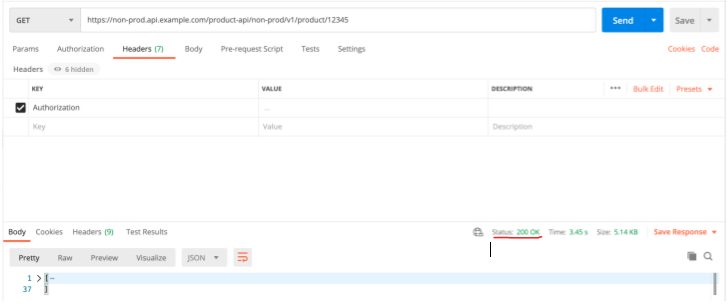 GET https://non-prod.api.example.com/product-api/non-prod/v1/product/12345 Send Save
Params Authorization Headers (7) Body Pre-request Script Tests Settings Cookies Code
Headers 6 hidden
KEY VALUE DESCRIPTION ••• Bulk Edit Presets
Authorization ...
Key Value Description
Body Cookies Headers (9) Test Results Status: 200 OK Time: 3.45 s Size: 5.14 KB Save Response
Pretty Raw Preview Visualize JSON
1 > [
37 ]